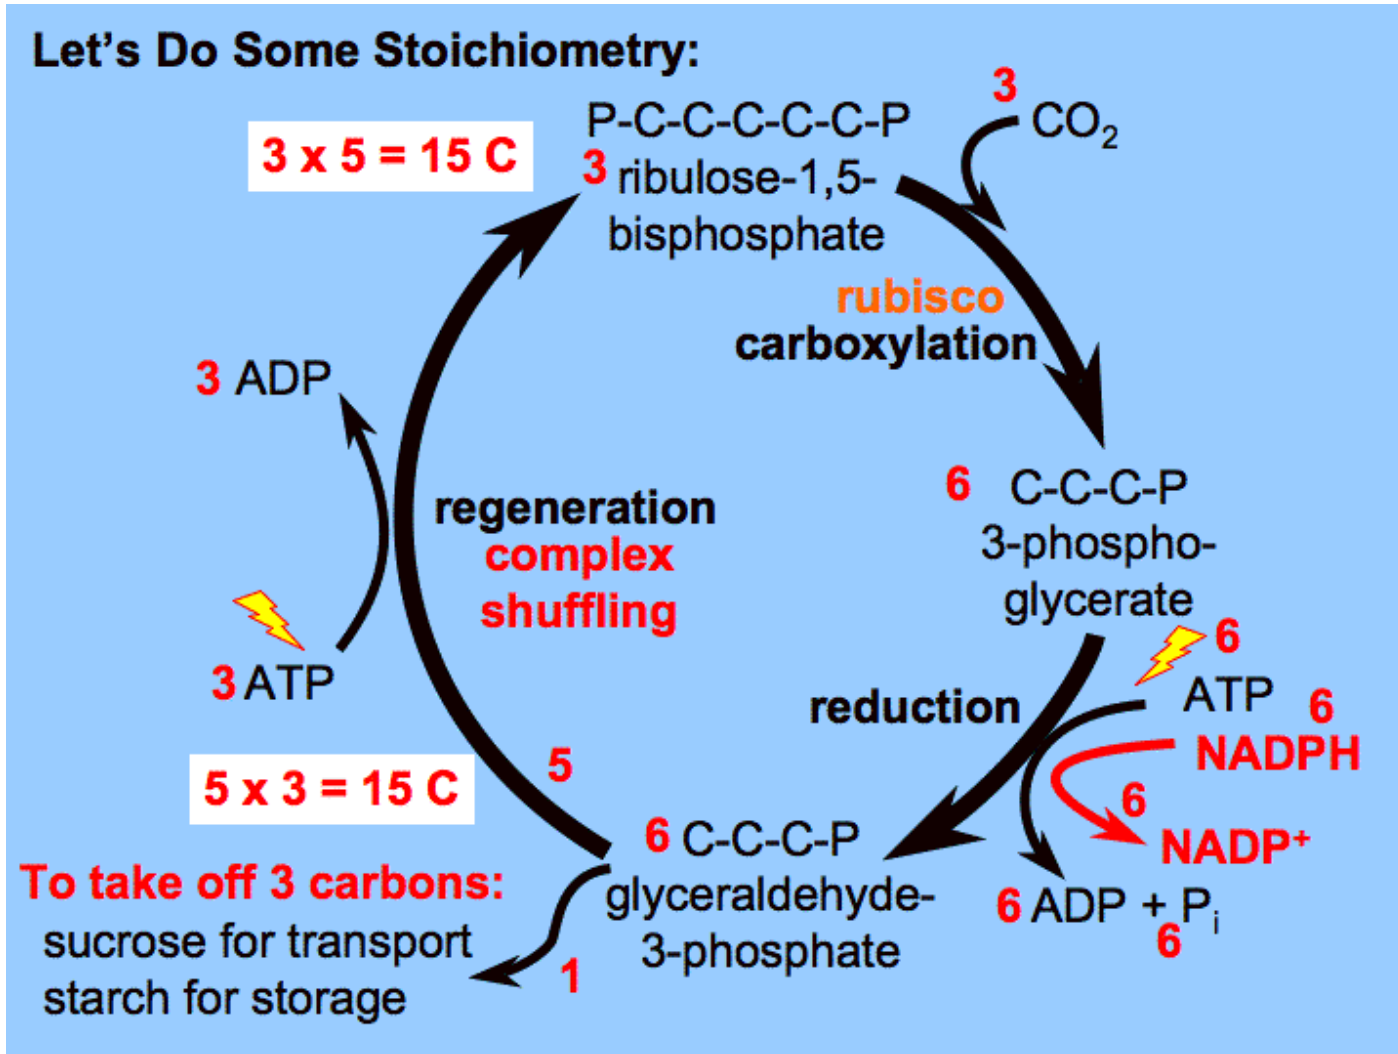 Let's Do Some Stoichiometry:
3 x 5 = 15 C
P-C-C-C-C-C-P
3 ribulose-1,5-
bisphosphate
3
CO2
rubisco
carboxylation
6 C-C-C-P
3-phospho-
glycerate
6
ATP
6
NADPH
reduction
6
NADP+
6 ADP + Pi
6
6 C-C-C-P
glyceraldehyde-
3-phosphate
1
To take off 3 carbons:
sucrose for transport
starch for storage
5
5 x 3 = 15 C
3 ATP
3 ADP
regeneration
complex
shuffling